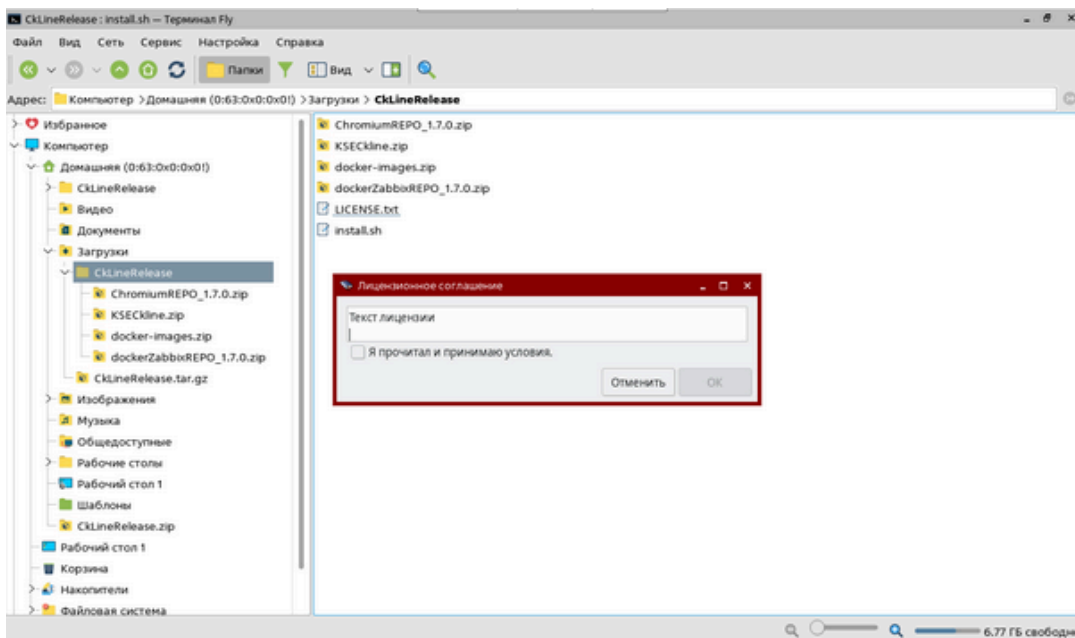 CkLineRelease : install.sh — Терминал Fly
Файл Вид Сеть Сервис Настройка Справка
Папки Вид
Адрес: Компьютер >Домашняя (0:63:0x0:0x0!) >Загрузки > CkLineRelease
Избранное
Компьютер
Домашняя (0:63:0x0:0x0!)
CkLineRelease
Видео
Документы
Загрузки
CkLineRelease
ChromiumREPO_1.7.0.zip
KSECkline.zip
docker-images.zip
dockerZabbixREPO_1.7.0.zip
CkLineRelease.tar.gz
Изображения
Музыка
Общедоступные
Рабочие столы
Рабочий стол 1
Шаблоны
CkLineRelease.zip
Рабочий стол 1
Корзина
Накопители
Файловая система
ChromiumREPO_1.7.0.zip
KSECkline.zip
docker-images.zip
dockerZabbixREPO_1.7.0.zip
LICENSE.txt
install.sh
Лицензионное соглашение
Текст лицензии
Я прочитал и принимаю условия.
Отменить OK
6.77 ГБ свободн